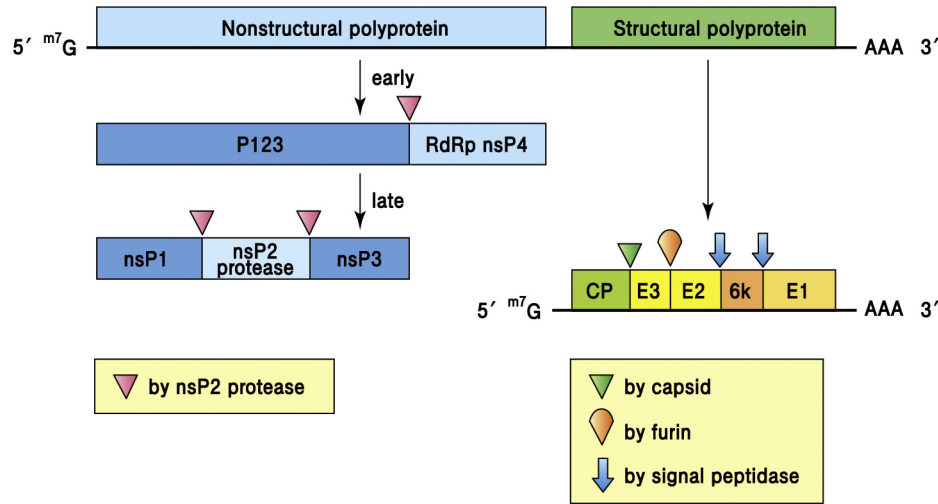 Nonstructural polyprotein
Structural polyprotein
5′ m7G
AAA 3′
early
P123
RdRp nsP4
late
nsP1
nsP2
protease
nsP3
CP
E3
E2
6k
E1
5′ m7G
AAA 3′
by nsP2 protease
by capsid
by furin
by signal peptidase